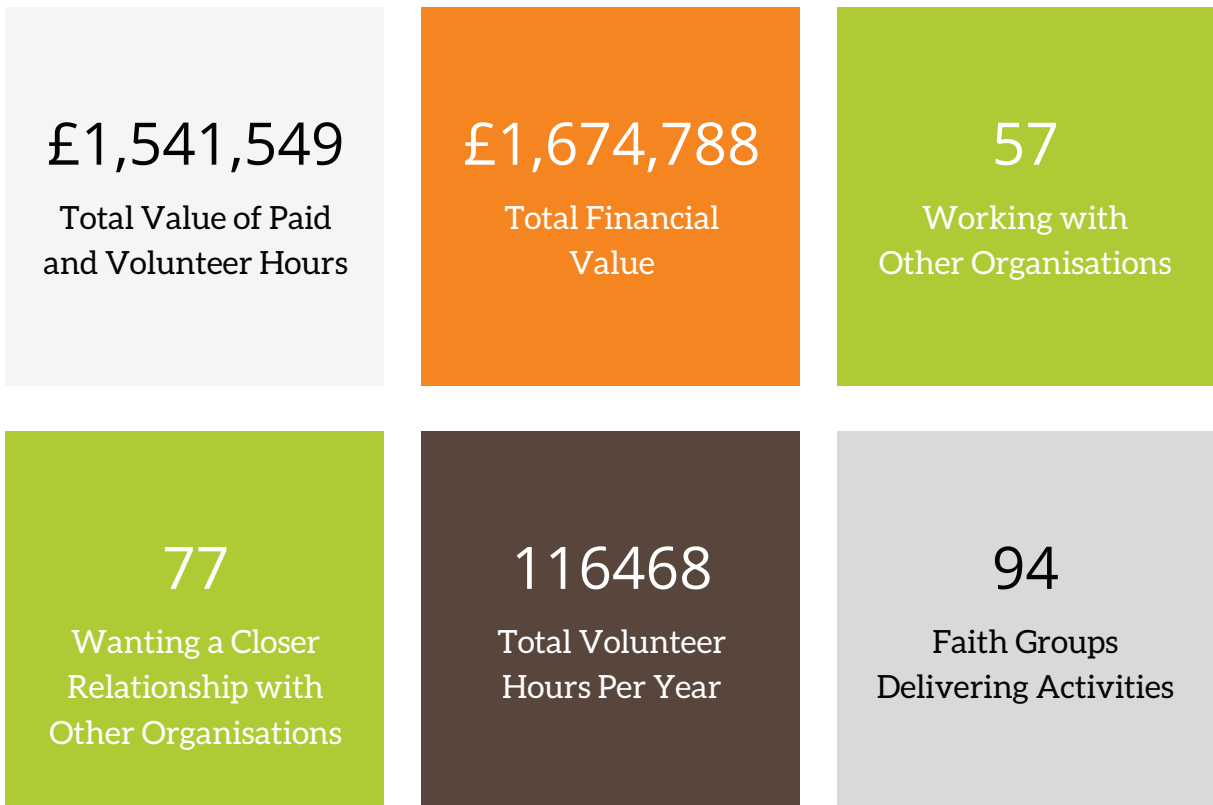 £1,541,549
Total Value of Paid
and Volunteer Hours
£1,674,788
Total Financial
Value
57
Working with
Other Organisations
77
Wanting a Closer
Relationship with
Other Organisations
116468
Total Volunteer
Hours Per Year
94
Faith Groups
Delivering Activities